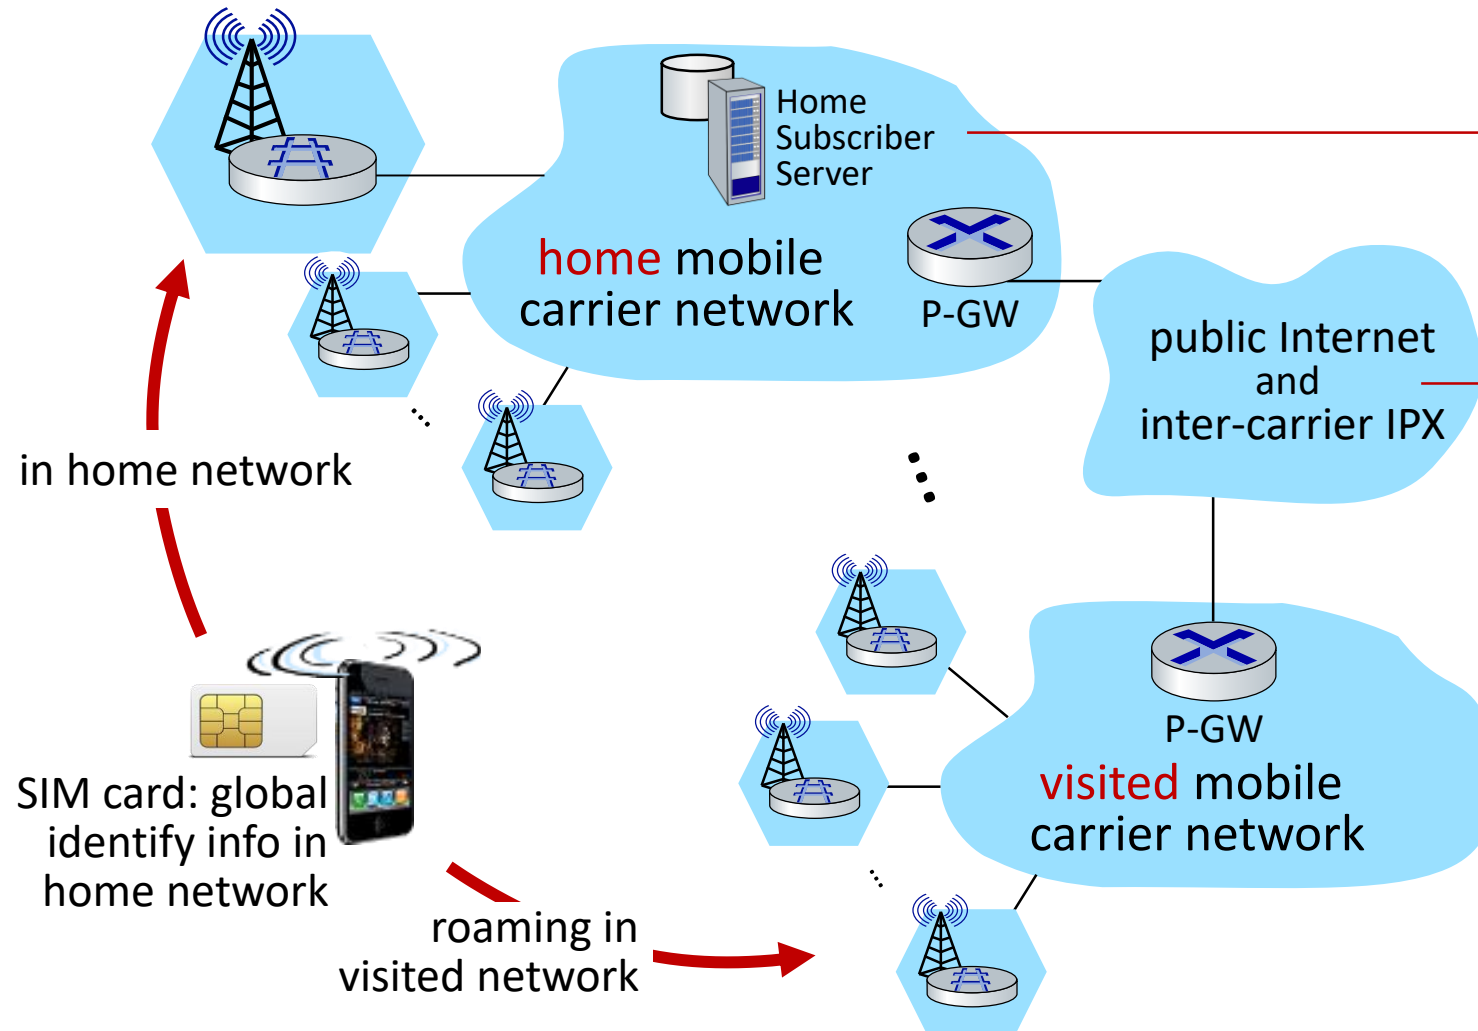 Home
Subscriber
Server
home mobile
carrier network
P-GW
public Internet
and
inter-carrier IPX
in home network
SIM card: global
identify info in
home network
P-GW
visited mobile
carrier network
roaming in
visited network